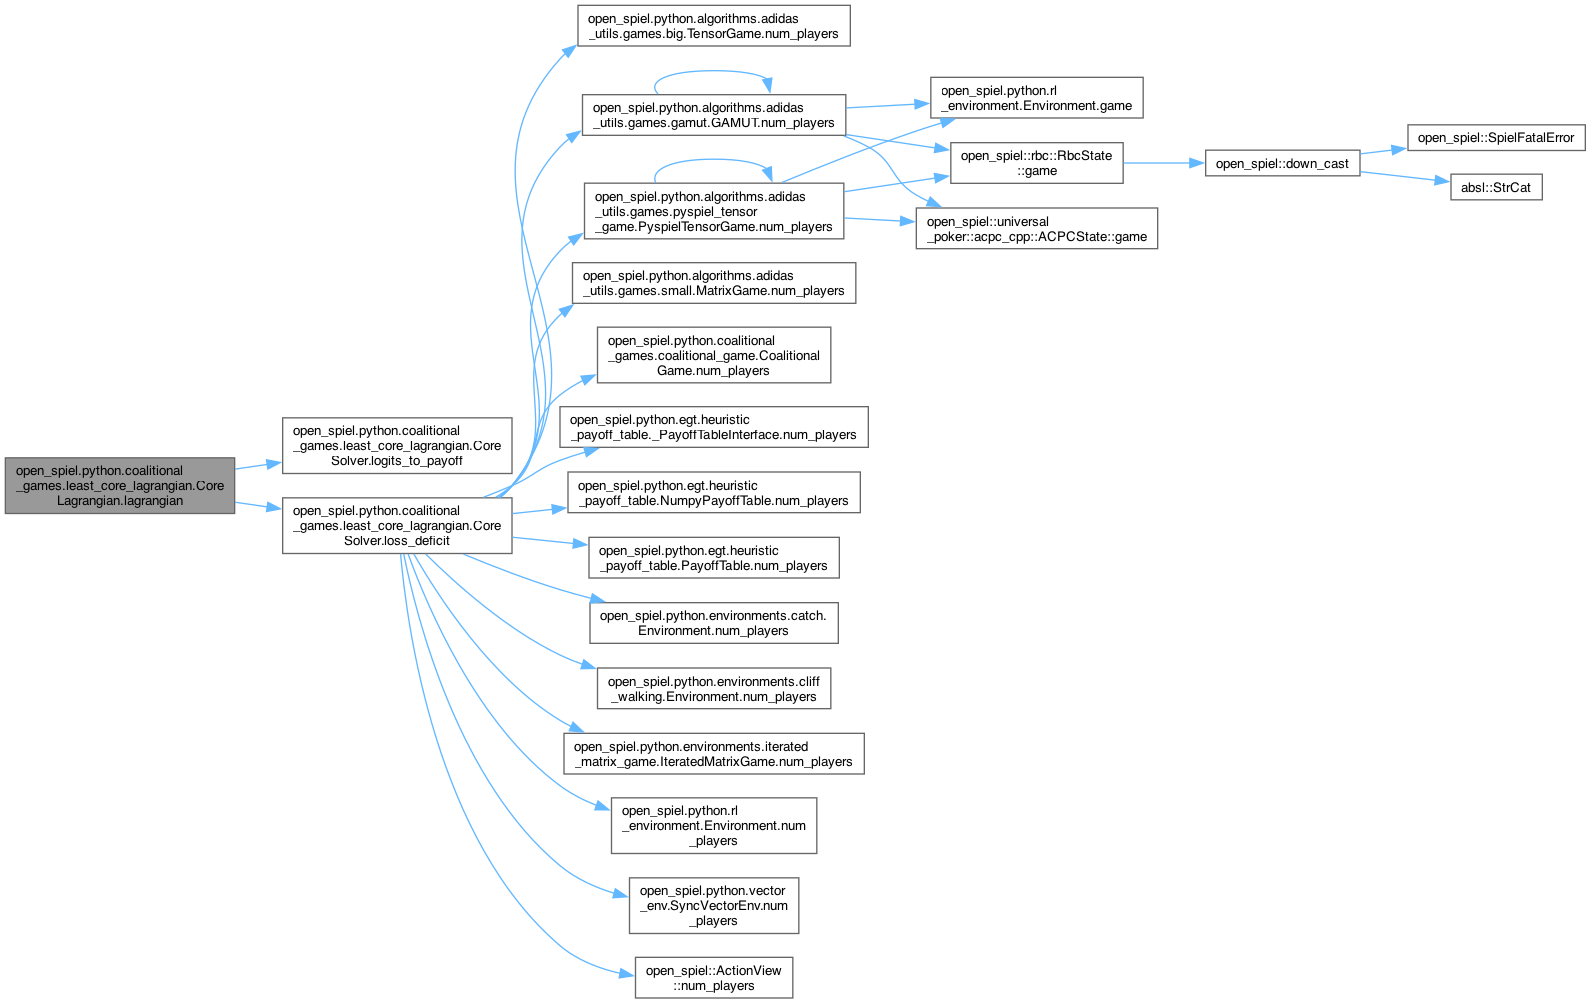 open_spiel.python.coalitional
_games.least_core_lagrangian.Core
Lagrangian.lagrangian
open_spiel.python.coalitional
_games.least_core_lagrangian.Core
Solver.logits_to_payoff
open_spiel.python.coalitional
_games.least_core_lagrangian.Core
Solver.loss_deficit
open_spiel.python.algorithms.adidas
_utils.games.big.TensorGame.num_players
open_spiel.python.algorithms.adidas
_utils.games.gamut.GAMUT.num_players
open_spiel.python.algorithms.adidas
_utils.games.pyspiel_tensor
_game.PyspielTensorGame.num_players
open_spiel.python.algorithms.adidas
_utils.games.small.MatrixGame.num_players
open_spiel.python.coalitional
_games.coalitional_game.Coalitional
Game.num_players
open_spiel.python.egt.heuristic
_payoff_table._PayoffTableInterface.num_players
open_spiel.python.egt.heuristic
_payoff_table.NumpyPayoffTable.num_players
open_spiel.python.egt.heuristic
_payoff_table.PayoffTable.num_players
open_spiel.python.environments.catch.
Environment.num_players
open_spiel.python.environments.cliff
_walking.Environment.num_players
open_spiel.python.environments.iterated
_matrix_game.IteratedMatrixGame.num_players
open_spiel.python.rl
_environment.Environment.num
_players
open_spiel.python.vector
_env.SyncVectorEnv.num
_players
open_spiel::ActionView
::num_players
open_spiel.python.rl
_environment.Environment.game
open_spiel::rbc::RbcState
::game
open_spiel::universal
_poker::acpc_cpp::ACPCState::game
open_spiel::down_cast
open_spiel::SpielFatalError
absl::StrCat